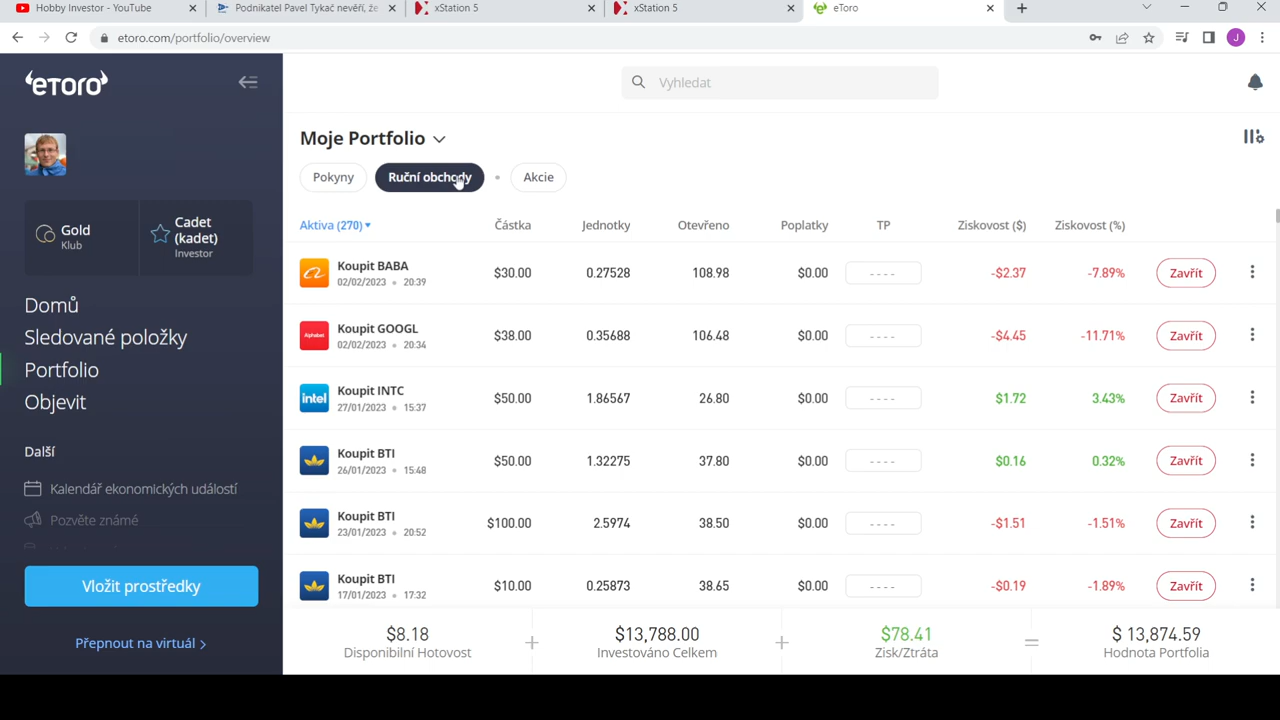 Hobby Investor - YouTube
Podnikatel Pavel Tykač nevěří, že
xStation 5
xStation 5
eToro
etoro.com/portfolio/overview
J
eToro
Vyhledat
Moje Portfolio
Pokyny
Ruční obchody
Akcie
Gold
Klub
Cadet
(kadet)
Investor
Domů
Sledované položky
Portfolio
Objevit
Další
Kalendář ekonomických událostí
Pozvěte známé
Vložit prostředky
Přepnout na virtuál >
Aktiva (270) Částka Jednotky Otevřeno Poplatky TP Ziskovost ($) Ziskovost (%)
Koupit BABA
02/02/2023 • 20:39
$30.00 0.27528 108.98 $0.00 - - - - -$2.37 -7.89% Zavřít
Alphabet
Koupit GOOGL
02/02/2023 • 20:34
$38.00 0.35688 106.48 $0.00 - - - - -$4.45 -11.71% Zavřít
intel
Koupit INTC
27/01/2023 • 15:37
$50.00 1.86567 26.80 $0.00 - - - - $1.72 3.43% Zavřít
Koupit BTI
26/01/2023 • 15:48
$50.00 1.32275 37.80 $0.00 - - - - $0.16 0.32% Zavřít
Koupit BTI
23/01/2023 • 20:52
$100.00 2.5974 38.50 $0.00 - - - - -$1.51 -1.51% Zavřít
Koupit BTI
17/01/2023 • 17:32
$10.00 0.25873 38.65 $0.00 - - - - -$0.19 -1.89% Zavřít
$8.18 + $13,788.00 + $78.41 = $ 13,874.59
Disponibilní Hotovost Investováno Celkem Zisk/Ztráta Hodnota Portfolia